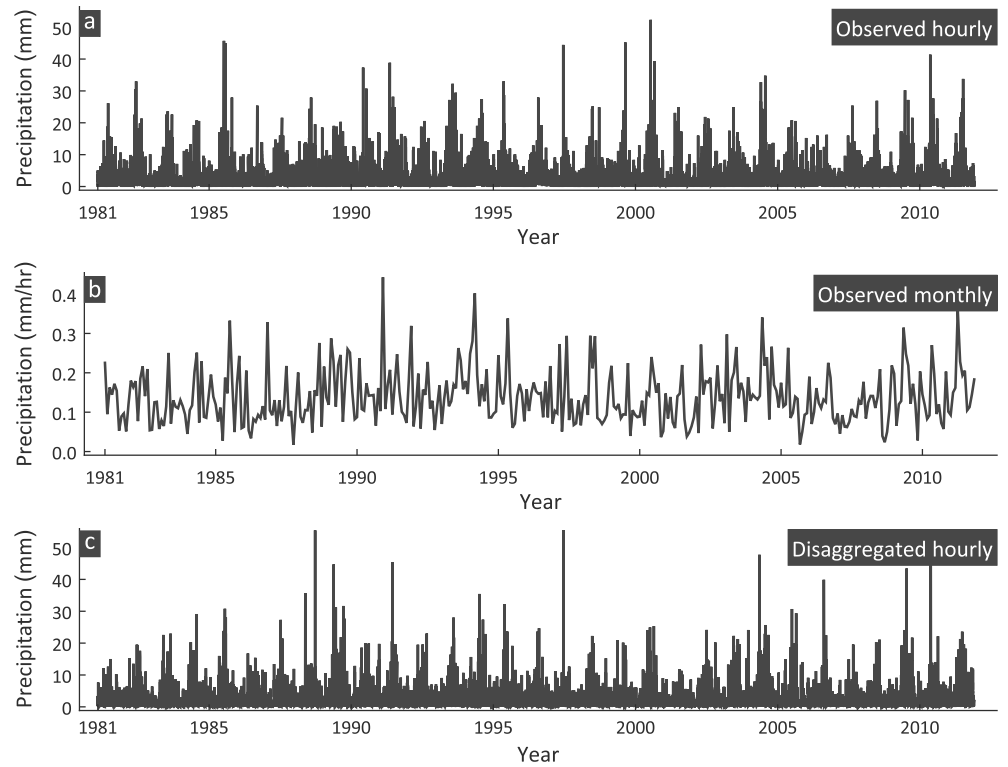 a
Observed hourly
Precipitation (mm)
50
40
30
20
10
0
1981 1985 1990 1995 2000 2005 2010
Year
b
Observed monthly
Precipitation (mm/hr)
0.4
0.3
0.2
0.1
0.0
1981 1985 1990 1995 2000 2005 2010
Year
c
Disaggregated hourly
Precipitation (mm)
50
40
30
20
10
0
1981 1985 1990 1995 2000 2005 2010
Year